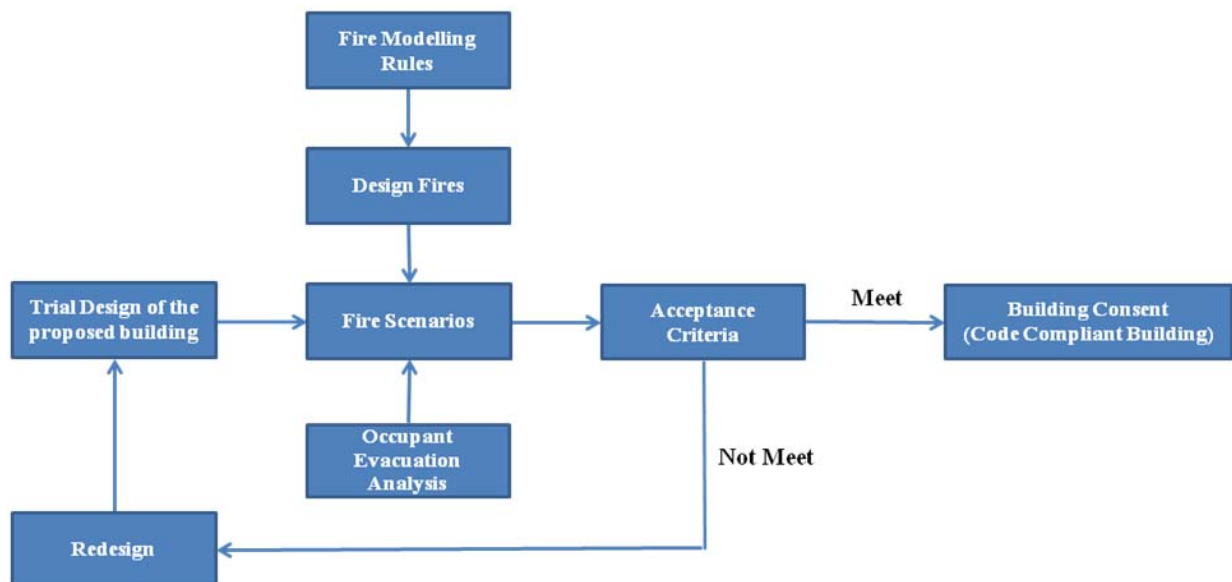 Fire Modelling
Rules
Design Fires
Trial Design of the
proposed building
Fire Scenarios
Acceptance
Criteria
Meet
Building Consent
(Code Compliant Building)
Occupant
Evacuation
Analysis
Not Meet
Redesign